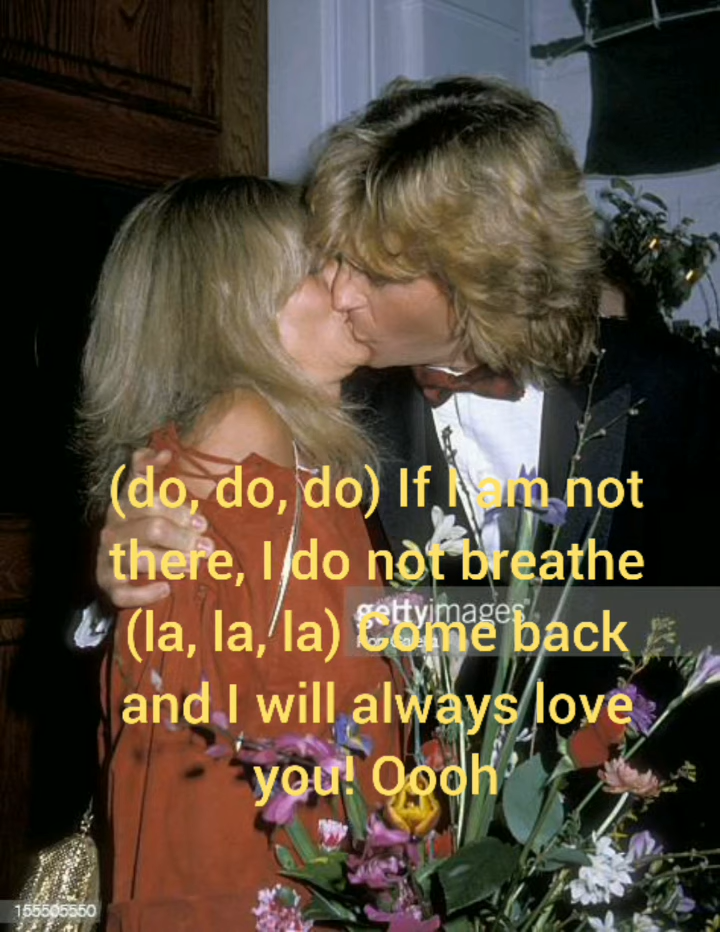 (do, do, do) If I am not
there, I do not breathe
(la, la, la) Come back
gettyimages®
and I will always love
you! Oooh
155505550